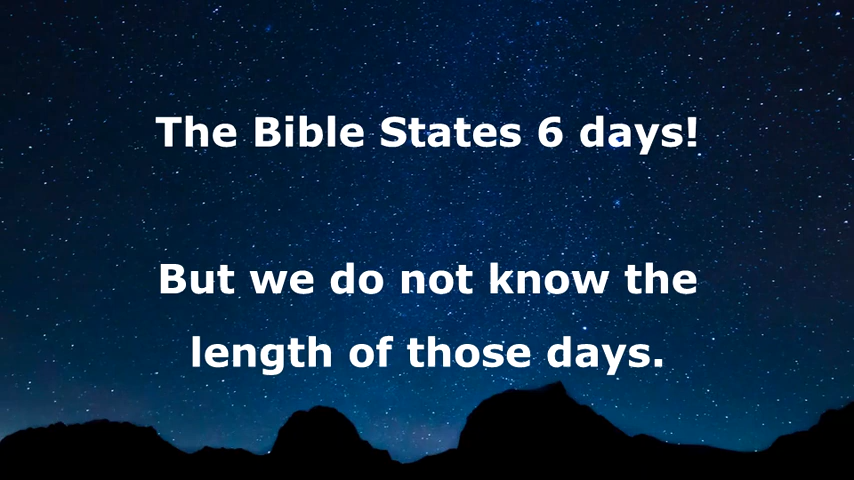 The Bible States 6 days!
But we do not know the
length of those days.